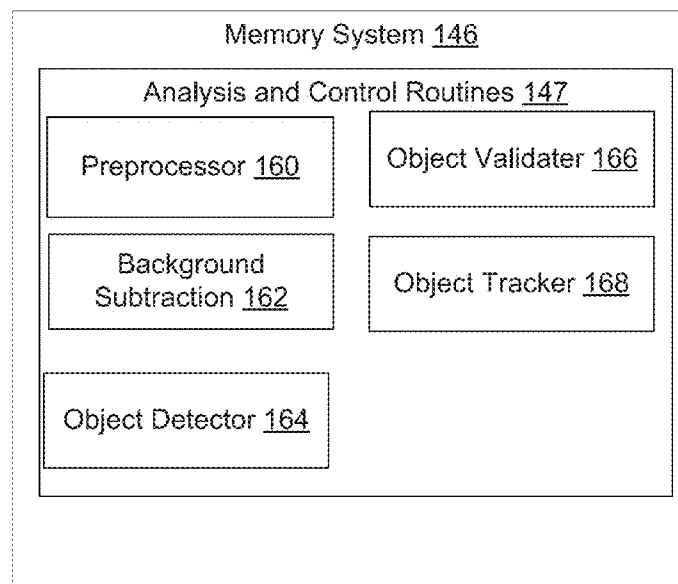 Memory System 146
Analysis and Control Routines 147
Preprocessor 160
Background
Subtraction 162
Object Detector 164
Object Validater 166
Object Tracker 168